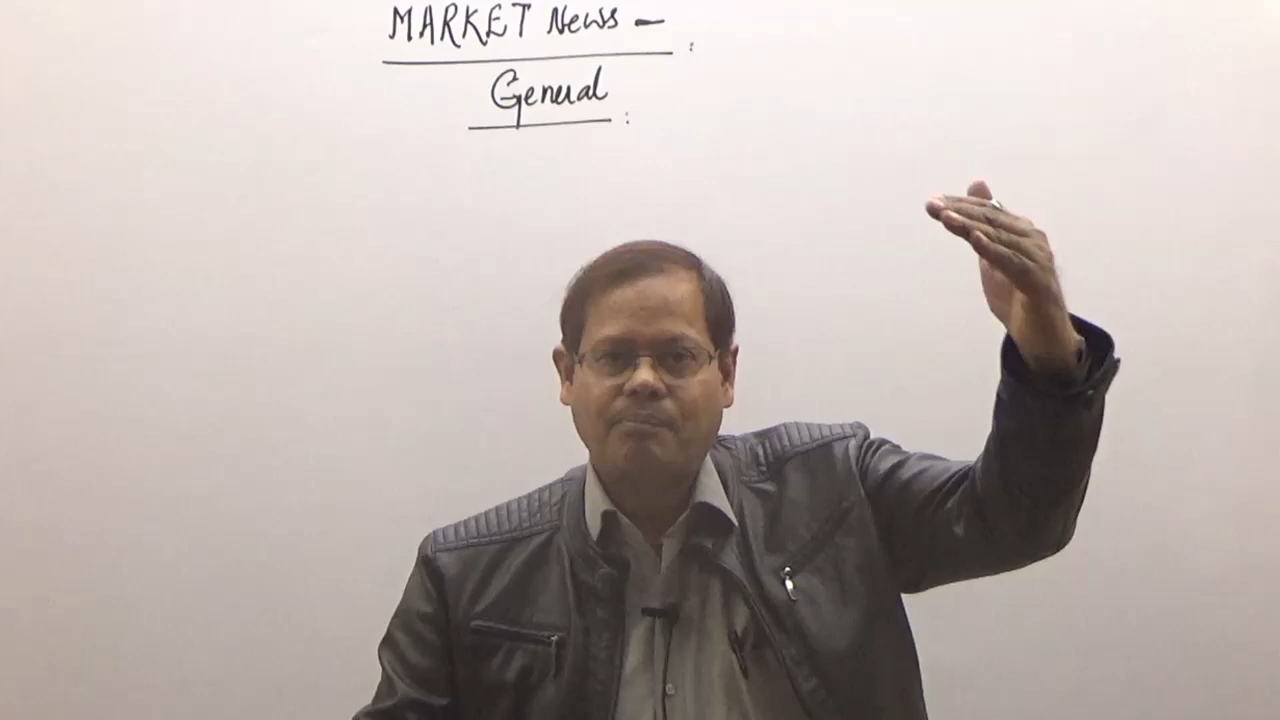 MARKET News – :
General :